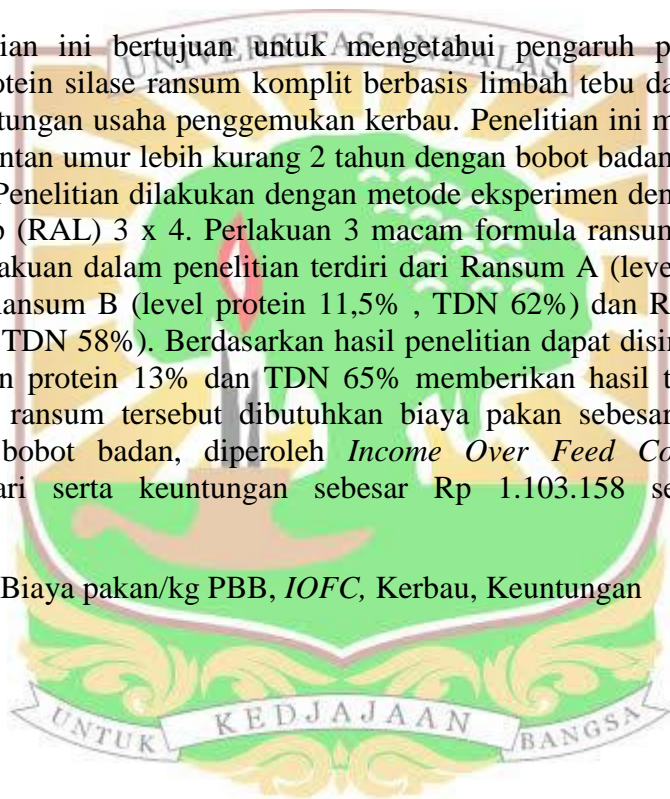 UNIVERSITAS ANDALAS
ian ini bertujuan untuk mengetahui pengaruh p
otein silase ransum komplit berbasis limbah tebu da
tungan usaha penggemukan kerbau. Penelitian ini m
ntan umur lebih kurang 2 tahun dengan bobot badan
Penelitian dilakukan dengan metode eksperimen den
o (RAL) 3 x 4. Perlakuan 3 macam formula ransum
akuan dalam penelitian terdiri dari Ransum A (level
Ransum B (level protein 11,5% , TDN 62%) dan R
TDN 58%). Berdasarkan hasil penelitian dapat disin
n protein 13% dan TDN 65% memberikan hasil t
ransum tersebut dibutuhkan biaya pakan sebesar
bobot badan, diperoleh Income Over Feed Co
ari serta keuntungan sebesar Rp 1.103.158 se
Biaya pakan/kg PBB, IOFC, Kerbau, Keuntungan
UNTUK KEDJAJAAN BANGSA